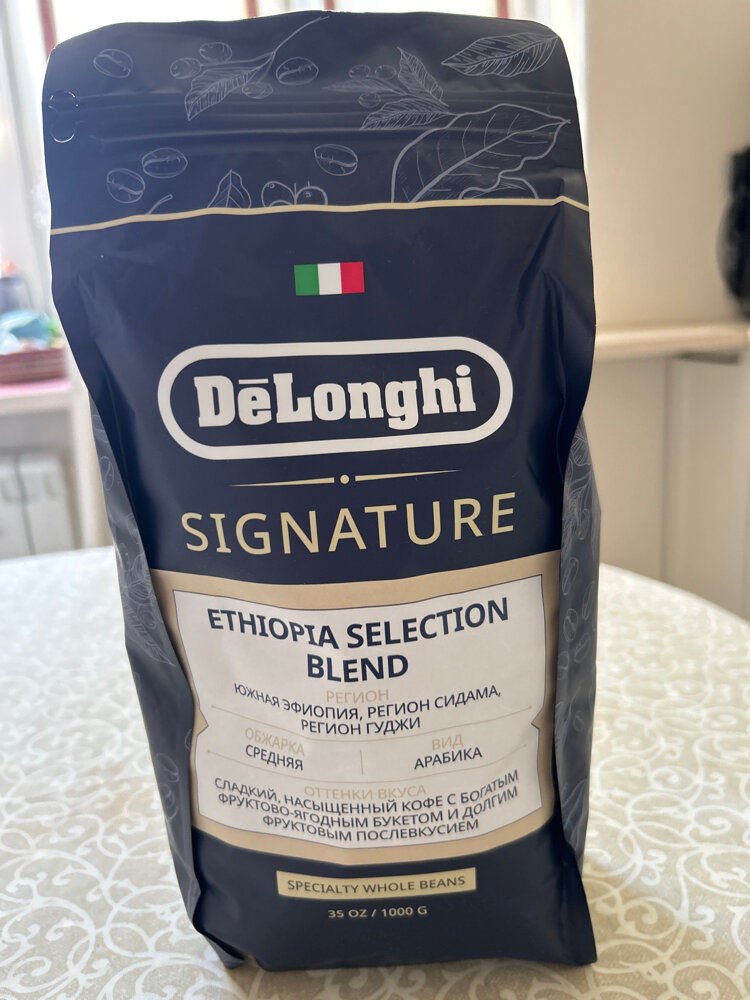 DēLonghi
SIGNATURE
ETHIOPIA SELECTION
BLEND
РЕГИОН
ЮЖНАЯ ЭФИОПИЯ, РЕГИОН СИДАМА,
РЕГИОН ГУДЖИ
ОБЖАРКА
СРЕДНЯЯ
ВИД
АРАБИКА
ОТТЕНКИ ВКУСА
СЛАДКИЙ, НАСЫЩЕННЫЙ КОФЕ С БОГАТЫМ
ФРУКТОВО-ЯГОДНЫМ БУКЕТОМ И ДОЛГИМ
ФРУКТОВЫМ ПОСЛЕВКУСИЕМ
SPECIALTY WHOLE BEANS
35 OZ / 1000 G